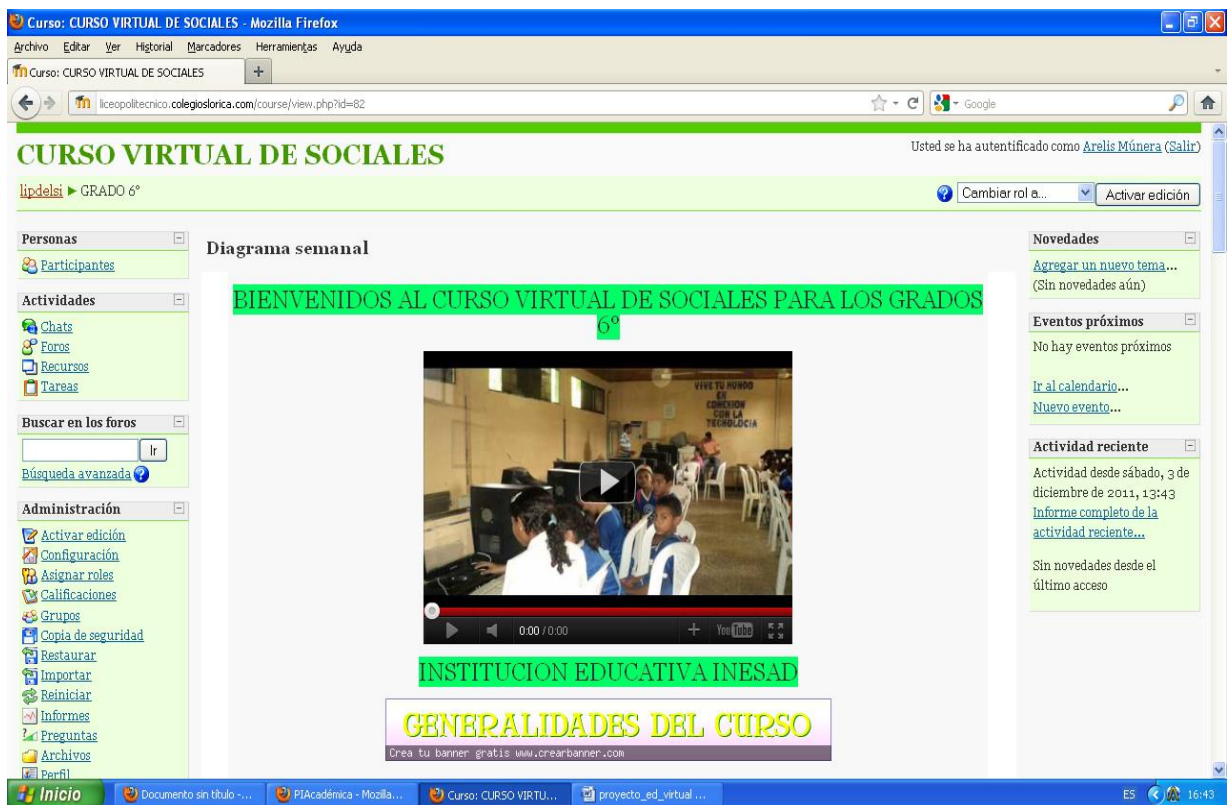 Curso: CURSO VIRTUAL DE SOCIALES - Mozilla Firefox
Archivo Editar Ver Historial Marcadores Herramientas Ayuda
Curso: CURSO VIRTUAL DE SOCIALES +
liceopolitecnico.colegioslorica.com/course/view.php?id=82
Google
CURSO VIRTUAL DE SOCIALES
Usted se ha autentificado como Arelis Múnera (Salir)
lipdelsi ► GRADO 6º
Cambiar rol a...
Activar edición
Personas
Participantes
Actividades
Chats
Foros
Recursos
Tareas
Buscar en los foros
Ir
Búsqueda avanzada
Administración
Activar edición
Configuración
Asignar roles
Calificaciones
Grupos
Copia de seguridad
Restaurar
Importar
Reiniciar
Informes
Preguntas
Archivos
Perfil
Diagrama semanal
BIENVENIDOS AL CURSO VIRTUAL DE SOCIALES PARA LOS GRADOS
6º
VIVE TU MUNDO
EN
CONEXION
CON LA
TECNOLOGIA
0:00 / 0:00
YouTube
INSTITUCION EDUCATIVA INESAD
GENERALIDADES DEL CURSO
Crea tu banner gratis www.crearbanner.com
Novedades
Agregar un nuevo tema...
(Sin novedades aún)
Eventos próximos
No hay eventos próximos
Ir al calendario...
Nuevo evento...
Actividad reciente
Actividad desde sábado, 3 de
diciembre de 2011, 13:43
Informe completo de la
actividad reciente...
Sin novedades desde el
último acceso
Inicio
Documento sin título -...
PIAcadémica - Mozilla...
Curso: CURSO VIRTU...
proyecto_ed_virtual ...
ES
16:43